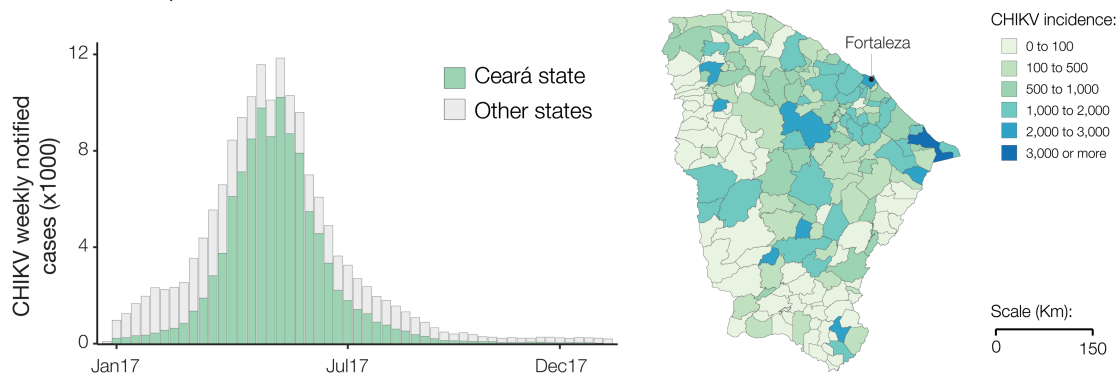 CHIKV weekly notified
cases (x1000)
12
8
4
0
Jan17
Jul17
Dec17
Ceará state
Other states
Fortaleza
CHIKV incidence:
0 to 100
100 to 500
500 to 1,000
1,000 to 2,000
2,000 to 3,000
3,000 or more
Scale (Km):
0
150